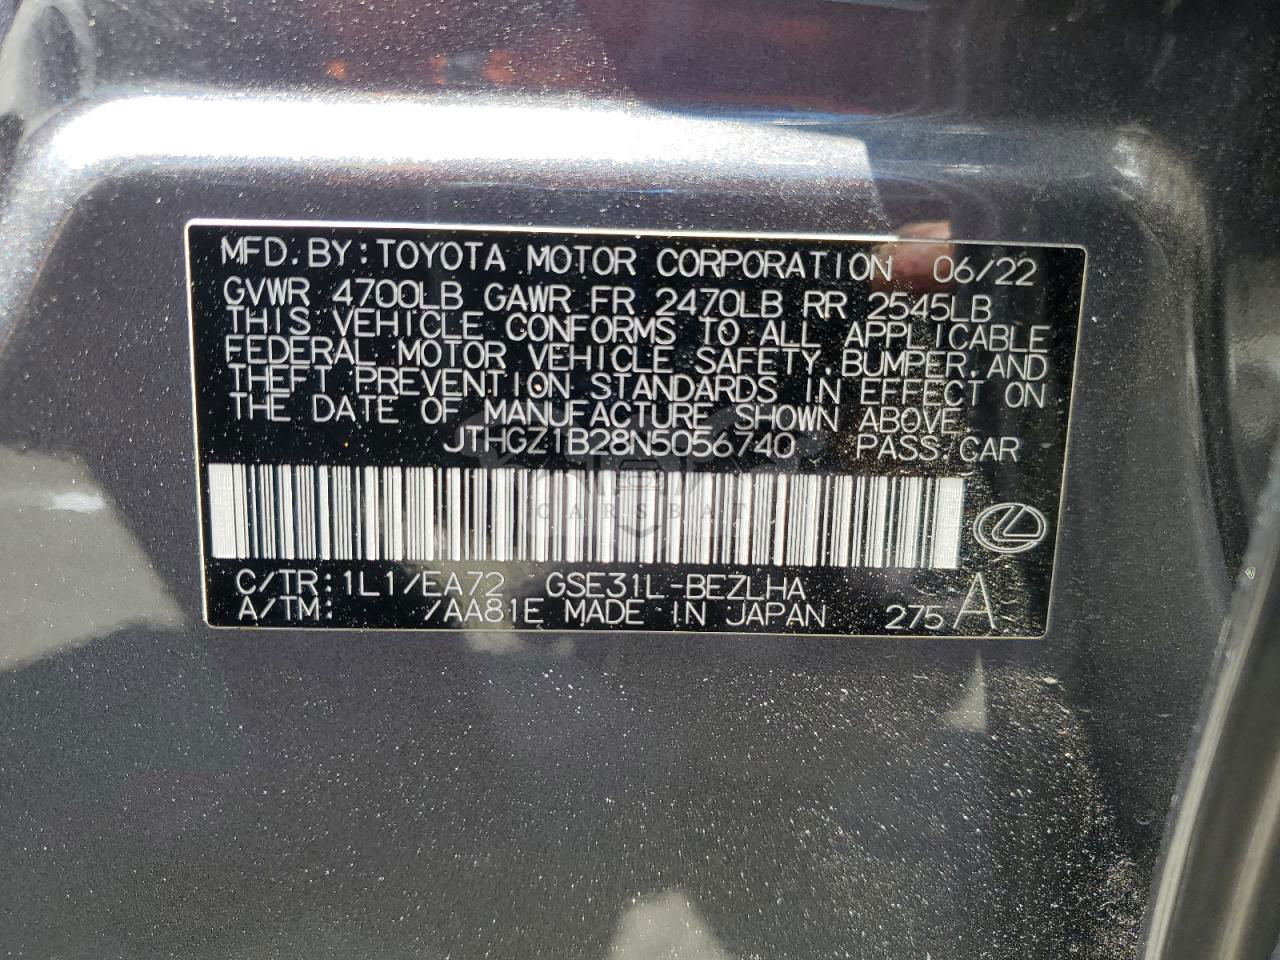 MFD. BY: TOYOTA MOTOR CORPORATION 06/22
GVWR 4700LB GAWR FR 2470LB RR 2545LB
THIS VEHICLE CONFORMS TO ALL APPLICABLE
FEDERAL MOTOR VEHICLE SAFETY, BUMPER, AND
THEFT PREVENTION STANDARDS IN EFFECT ON
THE DATE OF MANUFACTURE SHOWN ABOVE.
JTHGZ1B28N5056740 PASS.CAR
CARSBAT
C/TR: 1L1/EA72 GSE31L-BEZLHA
A/TM: /AA81E MADE IN JAPAN 275 A